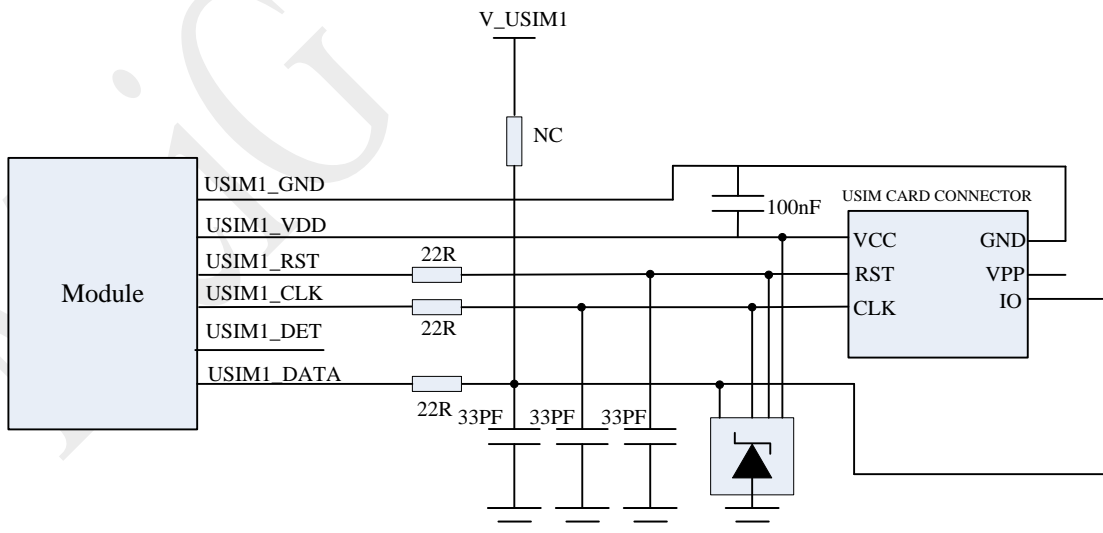 V_USIM1
NC
USIM1_GND
USIM1_VDD
USIM1_RST
USIM1_CLK
USIM1_DET
USIM1_DATA
Module
22R
22R
22R
33PF
33PF
33PF
100nF
USIM CARD CONNECTOR
VCC
GND
RST
VPP
CLK
IO